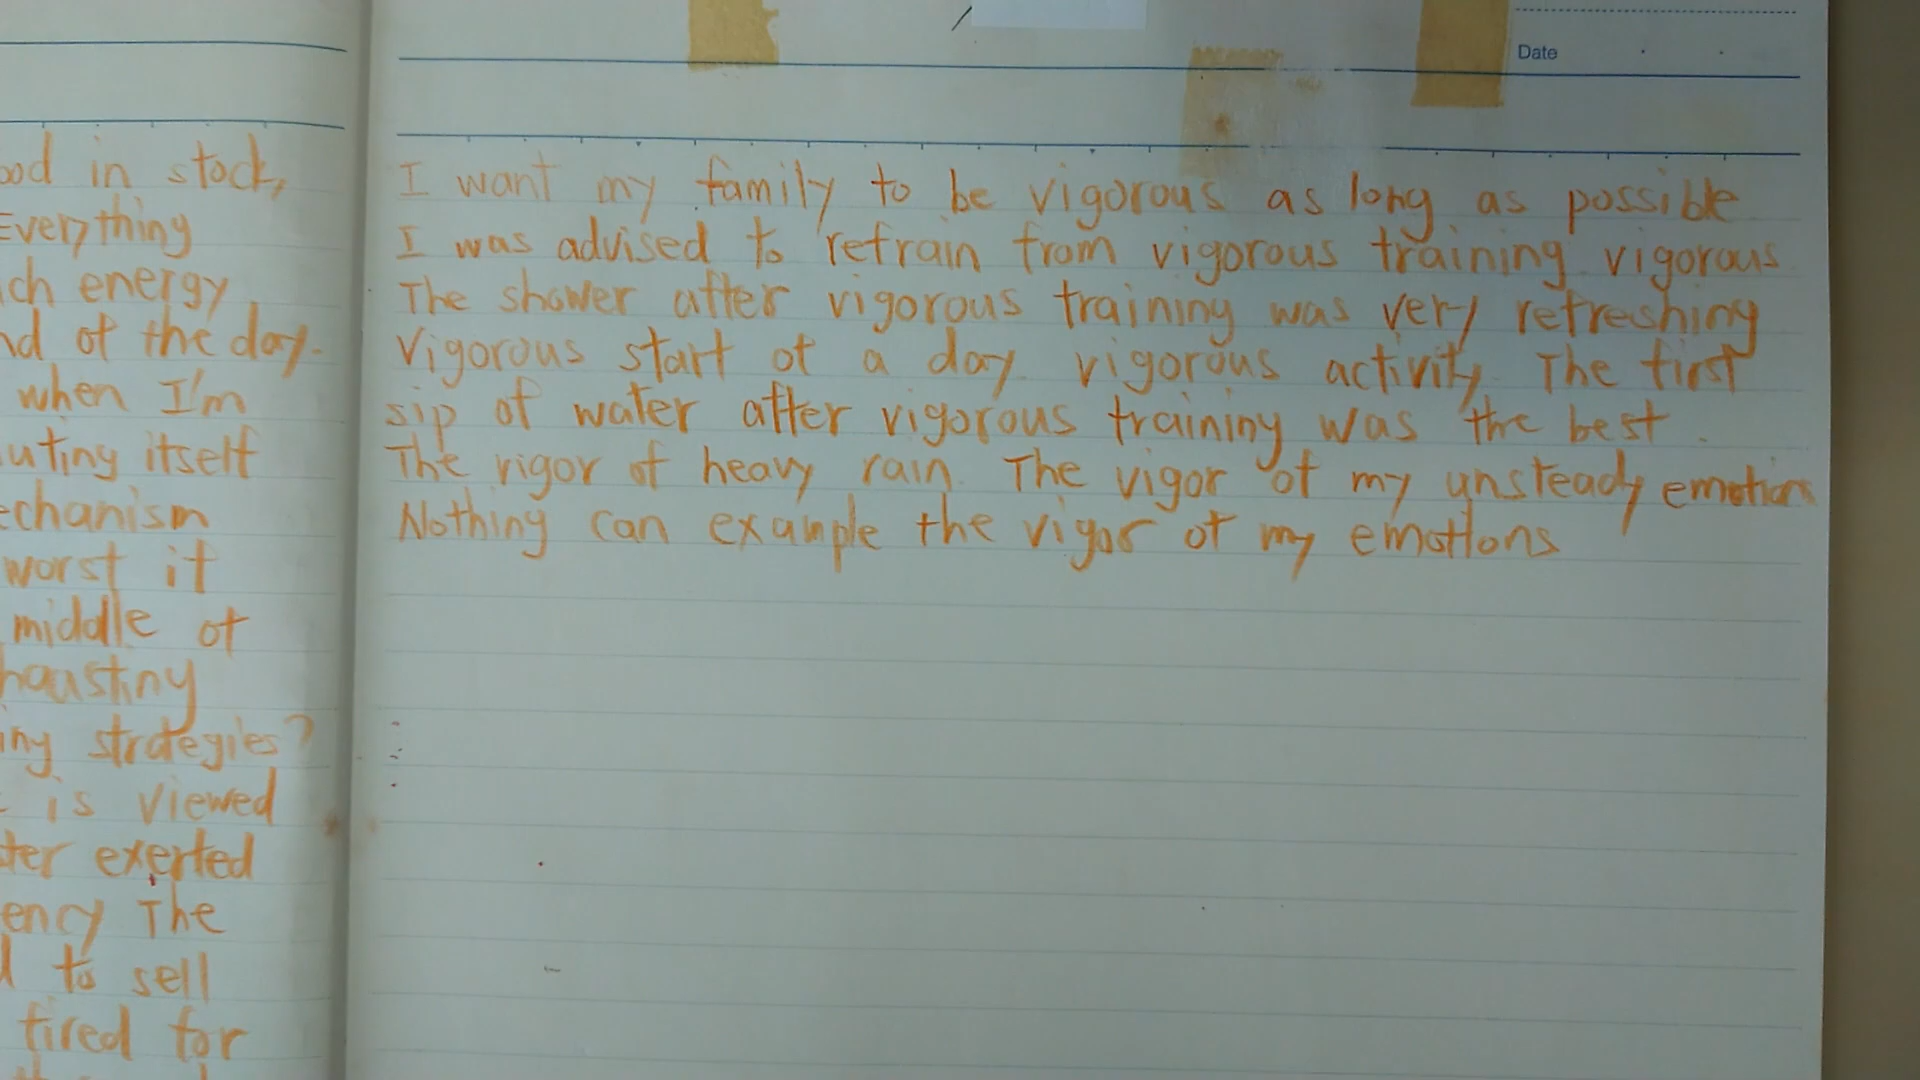 ood in stock,
Everything
ch energy
nd of the day.
when I'm
uting itself
echanism
worst it
middle of
hausting
ing strategies?
is viewed
ter exerted
ency The
to sell
tired for
Date
I want my family to be vigorous as long as possible
I was advised to refrain from vigorous training vigorous
The shower after vigorous training was very refreshing
Vigorous start of a day. vigorous activity. The first
sip of water after vigorous training was the best.
The vigor of heavy rain. The vigor of my unsteady emotion
Nothing can example the vigor of my emotions